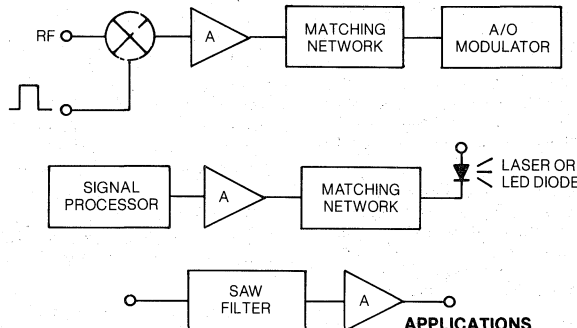 RF
A
MATCHING
NETWORK
A/O
MODULATOR
SIGNAL
PROCESSOR
A
MATCHING
NETWORK
LASER OR
LED DIODE
SAW
FILTER
A
APPLICATIONS